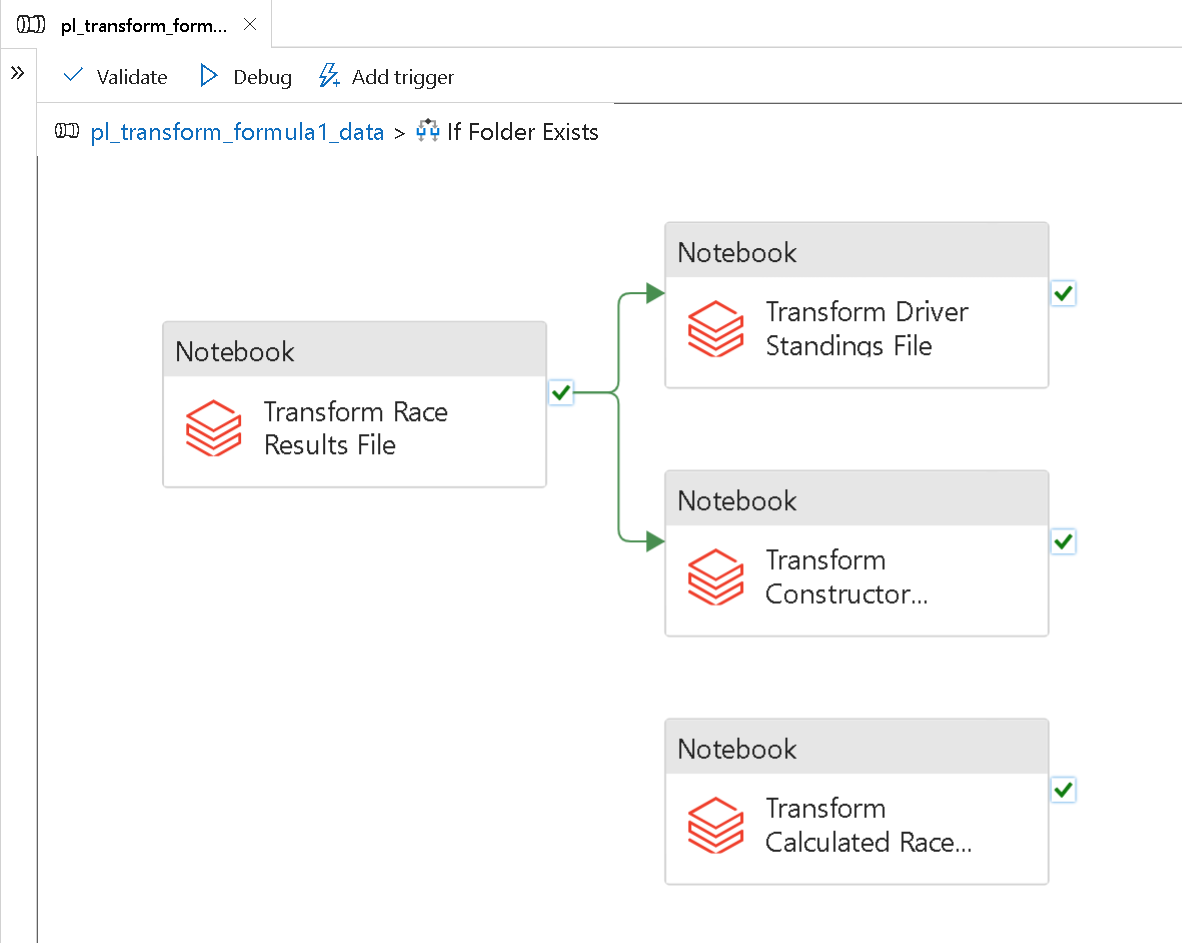 pl_transform_form...
Validate
Debug
Add trigger
pl_transform_formula1_data > If Folder Exists
Notebook
Transform Race
Results File
Notebook
Transform Driver
Standings File
Notebook
Transform
Constructor...
Notebook
Transform
Calculated Race...